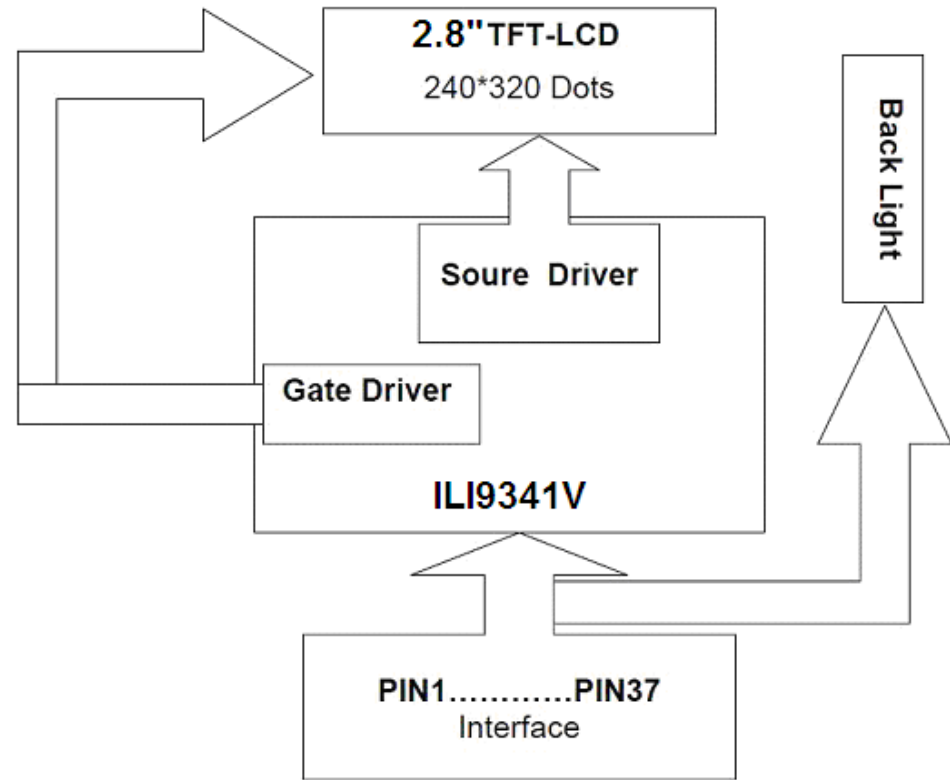 2.8" TFT-LCD
240*320 Dots
Back Light
Soure Driver
Gate Driver
ILI9341V
PIN1............PIN37
Interface